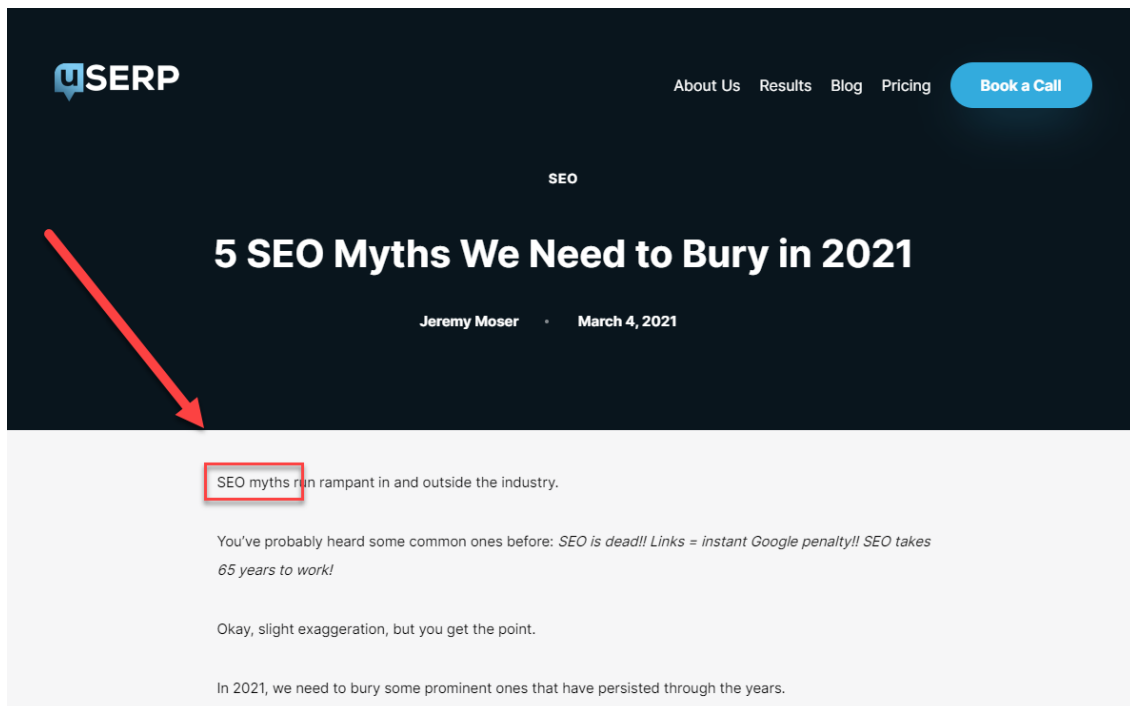 uSERP
About Us Results Blog Pricing Book a Call
SEO
5 SEO Myths We Need to Bury in 2021
Jeremy Moser • March 4, 2021
SEO myths run rampant in and outside the industry.
You’ve probably heard some common ones before: SEO is dead!! Links = instant Google penalty!! SEO takes
65 years to work!
Okay, slight exaggeration, but you get the point.
In 2021, we need to bury some prominent ones that have persisted through the years.